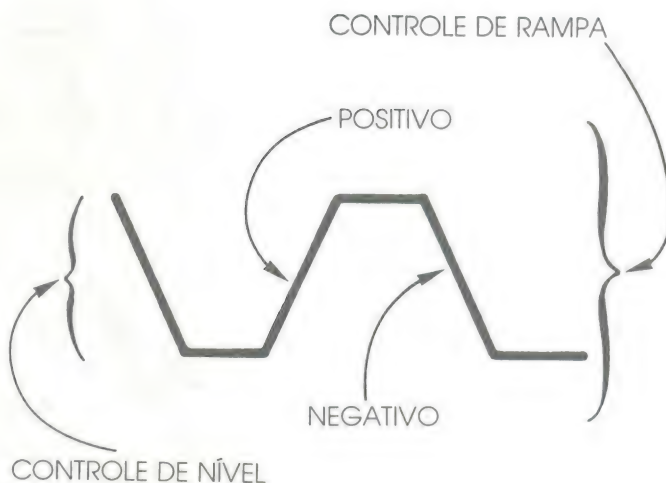 CONTROLE DE RAMPA
POSITIVO
NEGATIVO
CONTROLE DE NÍVEL